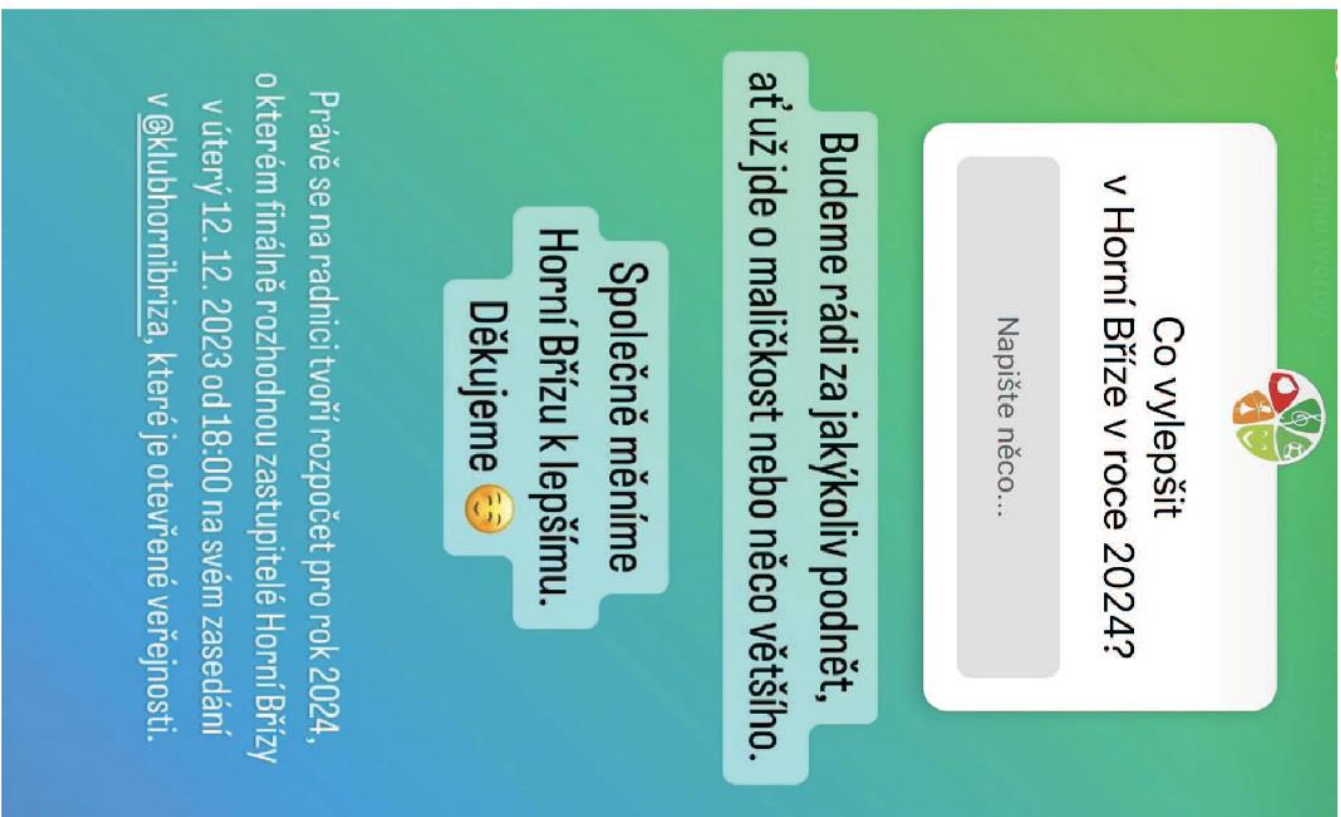 Z režimu tvorby >
Co vylepšit
v Horní Bříze v roce 2024?
Napište něco...
Budeme rádi za jakýkoliv podnět,
ať už jde o maličkost nebo něco většího.
Společně měníme
Horní Břízu k lepšímu.
Děkujeme 😊
Právě se na radnici tvoří rozpočet pro rok 2024,
o kterém finálně rozhodnou zastupitelé Horní Břízy
v úterý 12. 12. 2023 od 18:00 na svém zasedání
v @klubhornibriza, které je otevřené veřejnosti.